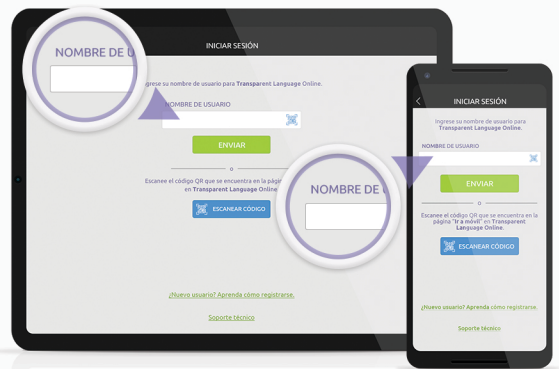 NOMBRE DE U
INICIAR SESIÓN
grese su nombre de usuario para Transparent Language Online.
NOMBRE DE USUARIO
ENVIAR
o
Escanee el código QR que se encuentra en la págin
en Transparent Language Online
ESCANEAR CÓDIGO
¿Nuevo usuario? Aprenda cómo registrarse.
Soporte técnico
NOMBRE DE U
INICIAR SESIÓN
Ingrese su nombre de usuario para
Transparent Language Online.
NOMBRE DE USUARIO
ENVIAR
o
Escanee el código QR que se encuentra en la
página "Ir a móvil" en Transparent
Language Online.
ESCANEAR CÓDIGO
¿Nuevo usuario? Aprenda cómo registrarse.
Soporte técnico